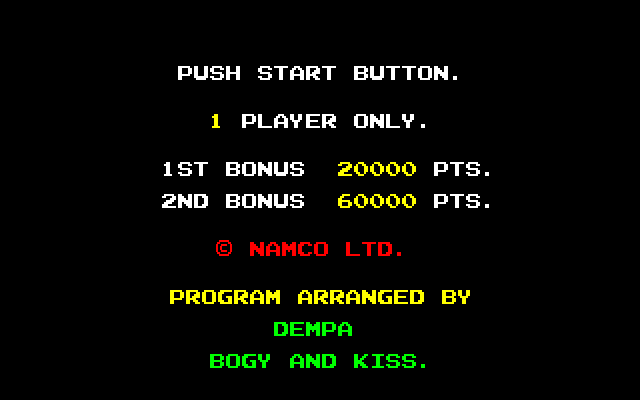 PUSH START BUTTON.
1 PLAYER ONLY.
1ST BONUS 20000 PTS.
2ND BONUS 60000 PTS.
© NAMCO LTD.
PROGRAM ARRANGED BY
DEMPA
BOGY AND KISS.